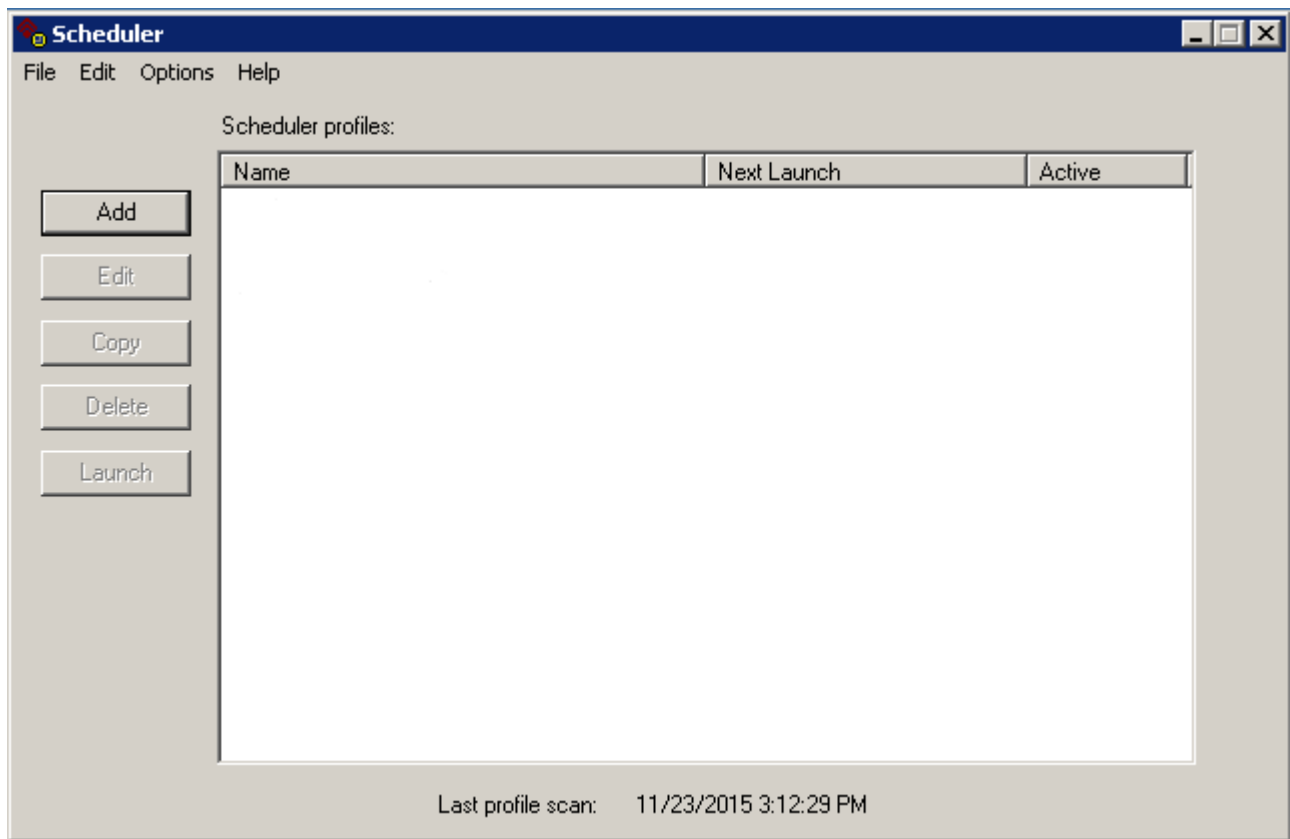 Scheduler
File Edit Options Help
Scheduler profiles:
Name Next Launch Active
Add
Edit
Copy
Delete
Launch
Last profile scan: 11/23/2015 3:12:29 PM